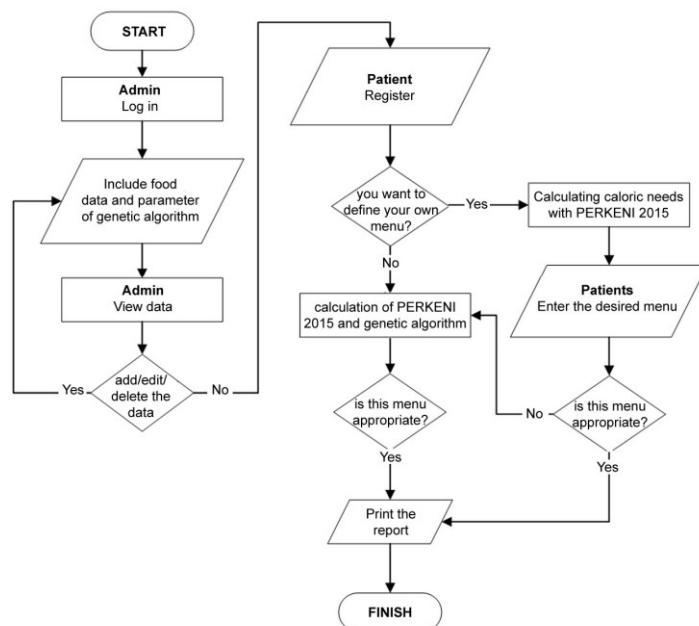 START
Admin
Log in
Include food
data and parameter
of genetic algorithm
Admin
View data
add/edit/
delete the
data
Yes
No
Patient
Register
you want to
define your own
menu?
Yes
No
Calculating caloric needs
with PERKENI 2015
Patients
Enter the desired menu
is this menu
appropriate?
No
Yes
calculation of PERKENI
2015 and genetic algorithm
is this menu
appropriate?
Yes
Print the
report
FINISH